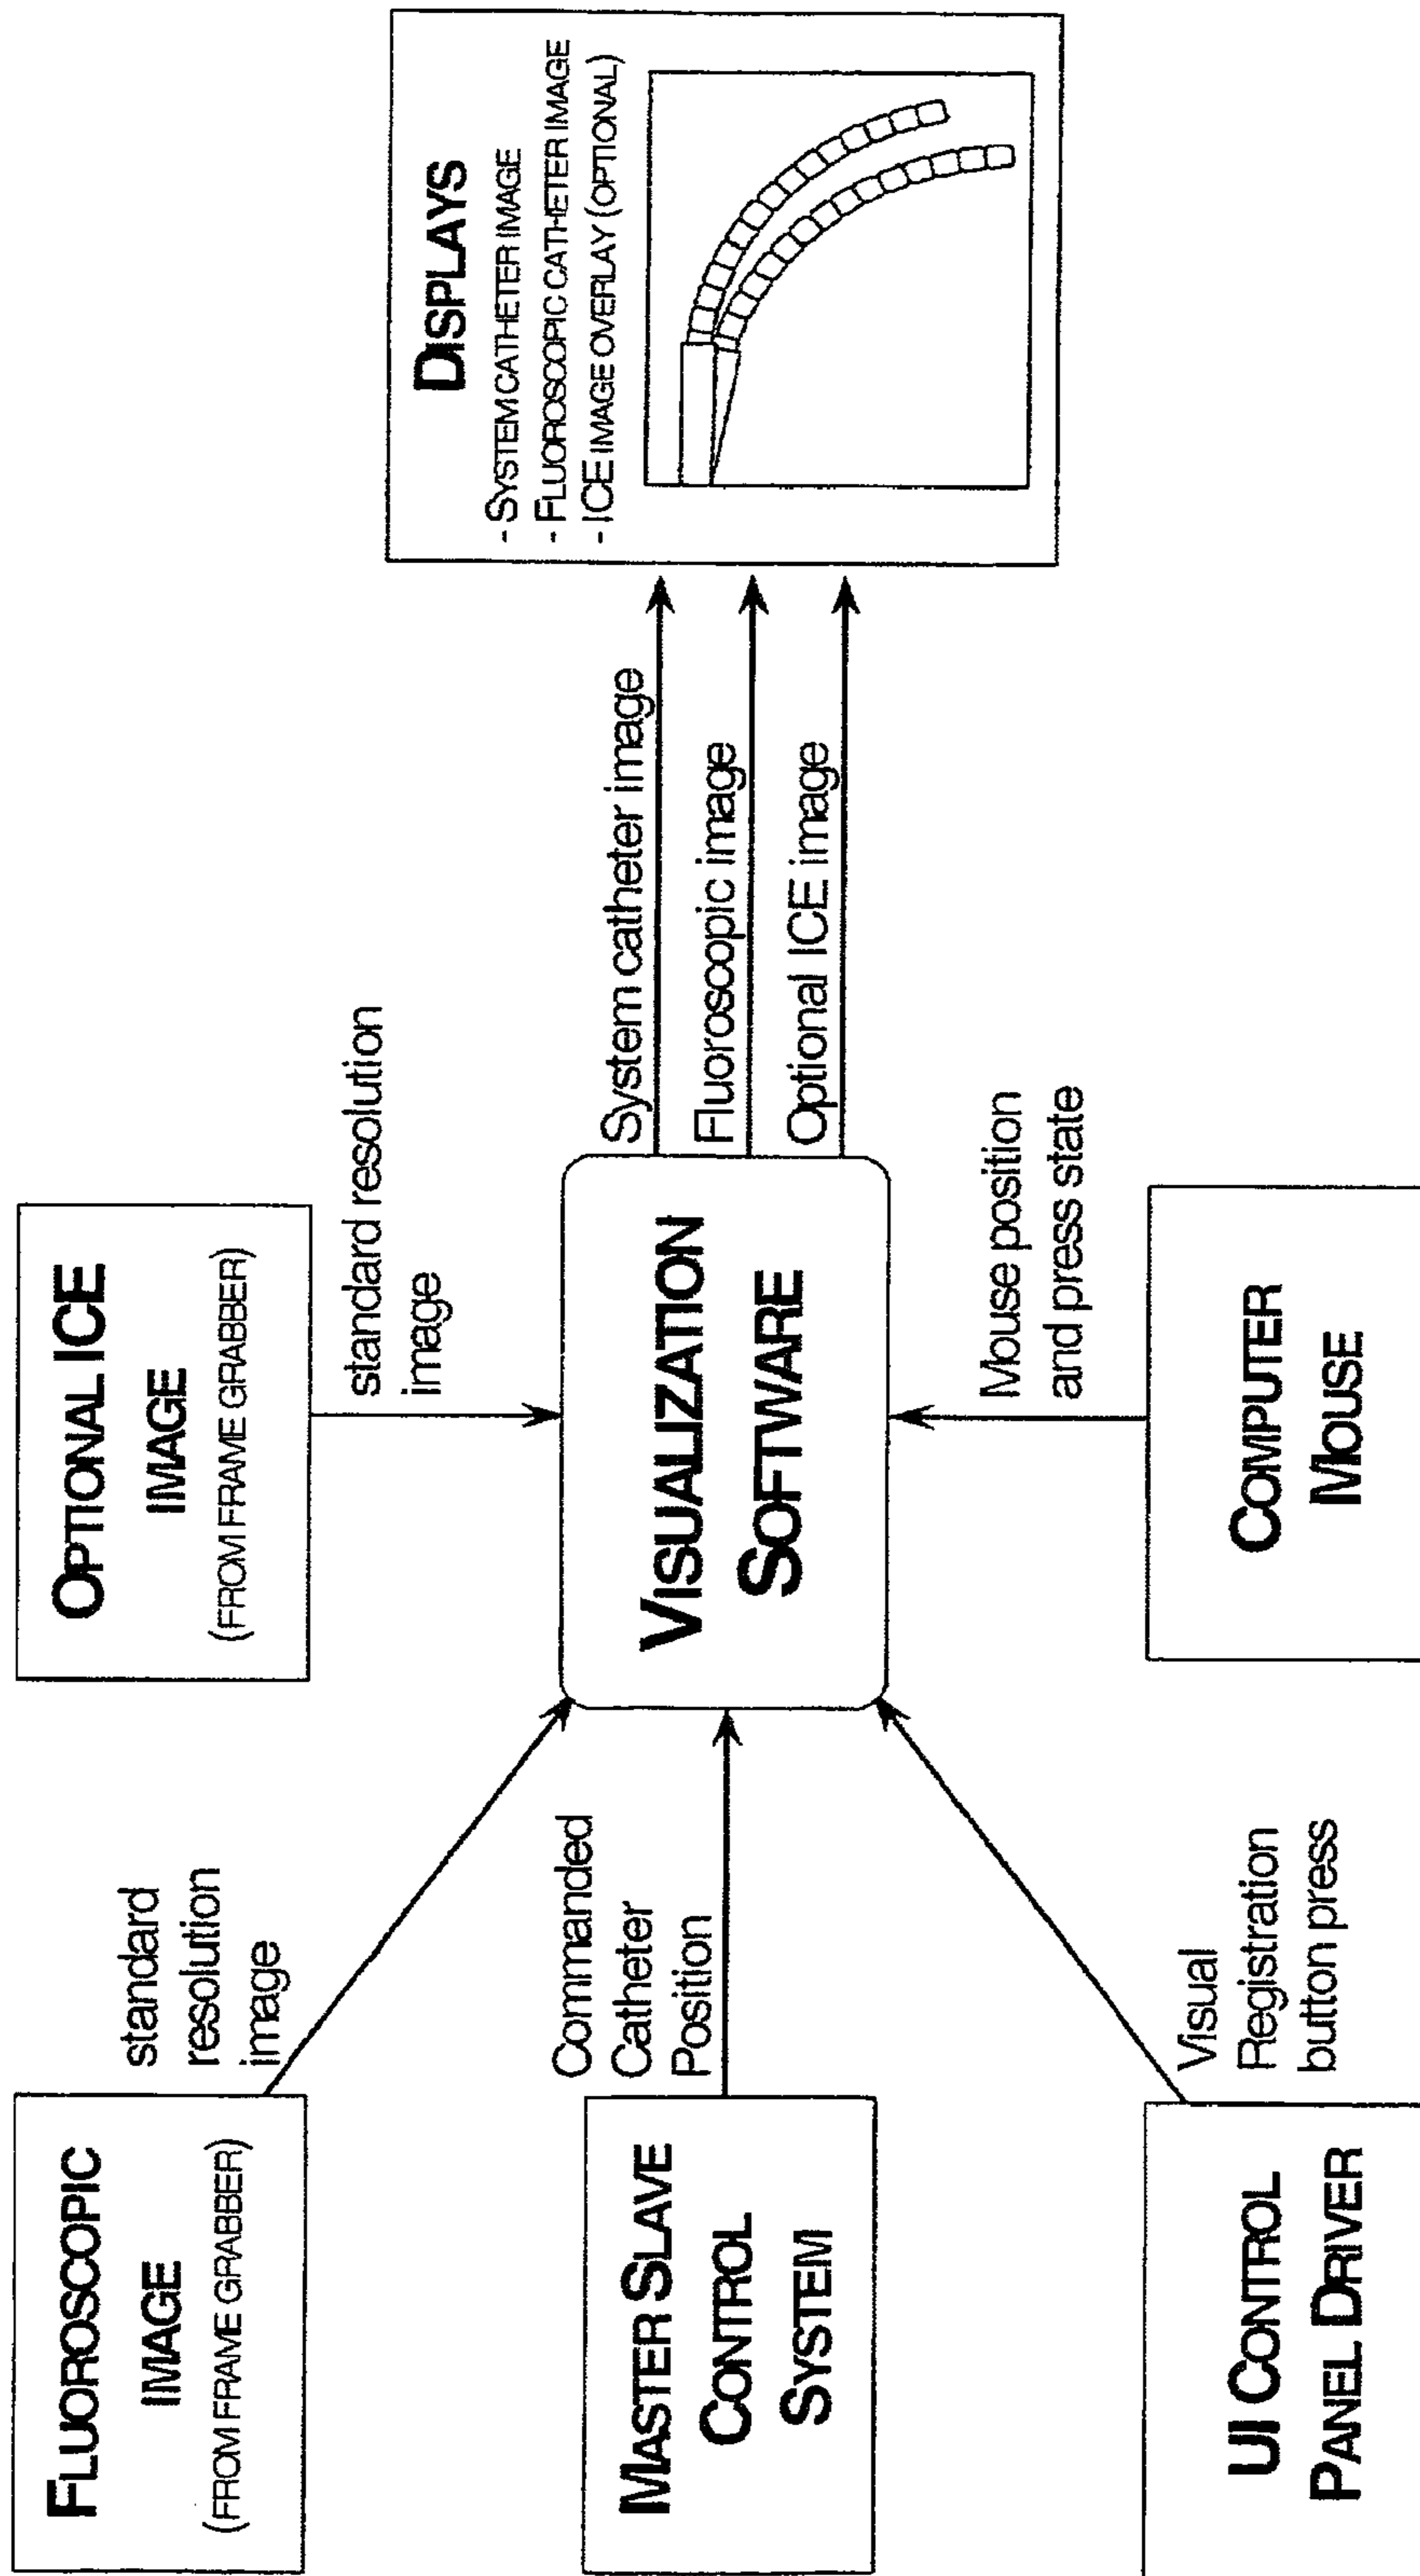 FLUOROSCOPIC
IMAGE
(FROM FRAME GRABBER)
standard
resolution
image
OPTIONAL ICE
IMAGE
(FROM FRAME GRABBER)
standard resolution
image
MASTER SLAVE
CONTROL
SYSTEM
Commanded
Catheter
Position
VISUALIZATION
SOFTWARE
System catheter image
Fluoroscopic image
Optional ICE image
DISPLAYS
- SYSTEM CATHETER IMAGE
- FLUOROSCOPIC CATHETER IMAGE
- ICE IMAGE OVERLAY (OPTIONAL)
UI CONTROL
PANEL DRIVER
Visual
Registration
button press
COMPUTER
MOUSE
Mouse position
and press state